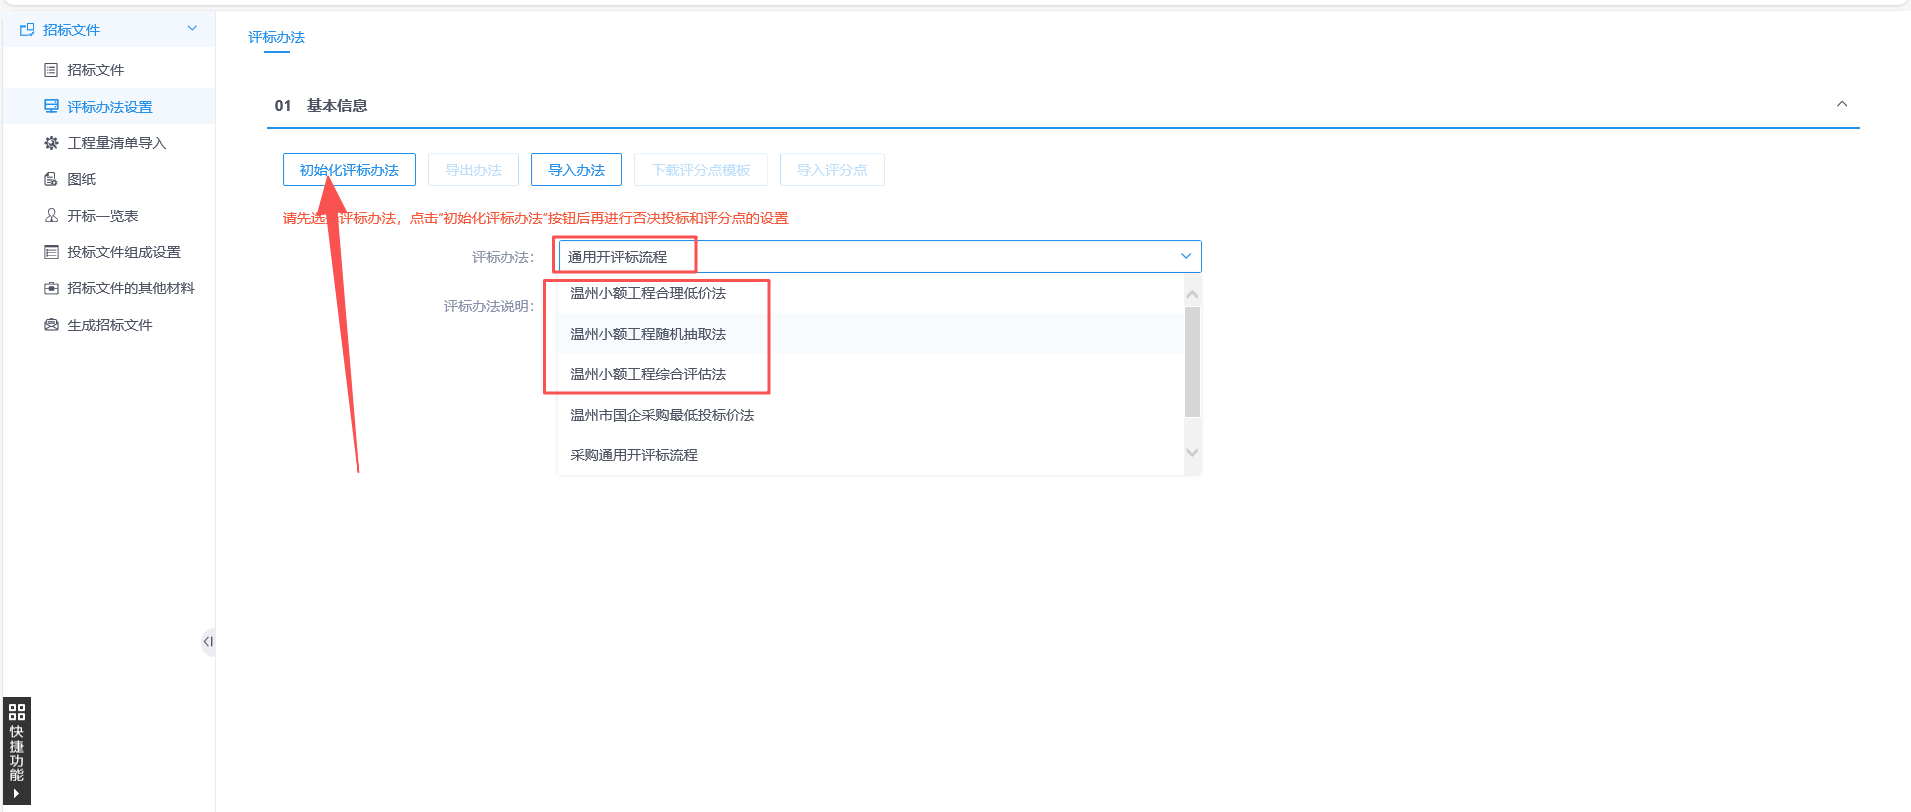 招标文件
招标文件
评标办法设置
工程量清单导入
图纸
开标一览表
投标文件组成设置
招标文件的其他材料
生成招标文件
快捷功能
评标办法
01 基本信息
初始化评标办法 导出办法 导入办法 下载评分点模板 导入评分点
请先选 评标办法，点击"初始化评标办法"按钮后再进行否决投标和评分点的设置
评标办法： 通用开评标流程
评标办法说明：
温州小额工程合理低价法
温州小额工程随机抽取法
温州小额工程综合评估法
温州市国企采购最低投标价法
采购通用开评标流程